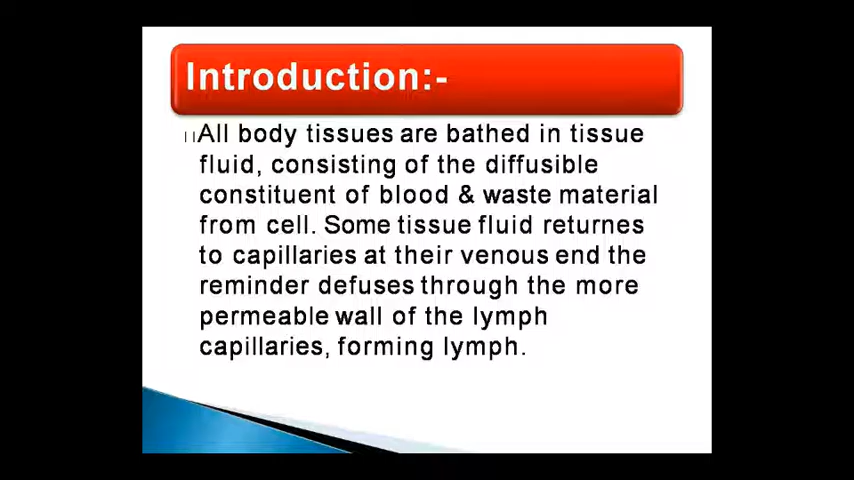 Introduction:-
All body tissues are bathed in tissue
fluid, consisting of the diffusible
constituent of blood & waste material
from cell. Some tissue fluid returnes
to capillaries at their venous end the
reminder defuses through the more
permeable wall of the lymph
capillaries, forming lymph.